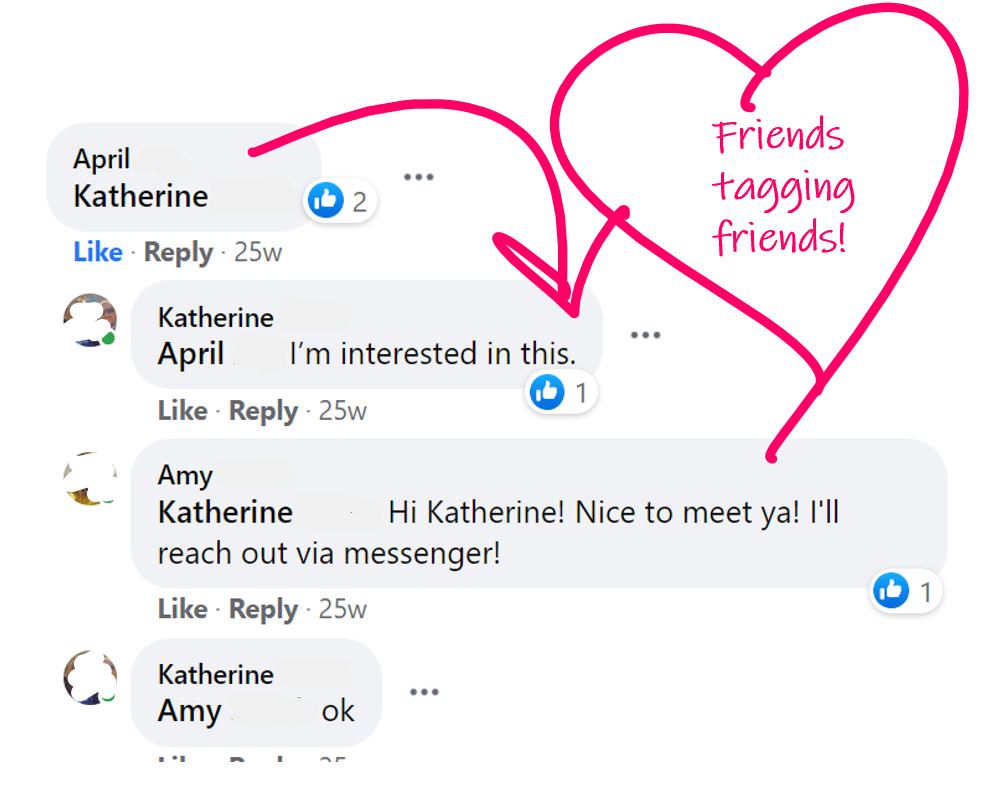 April
Katherine
2
Like · Reply · 25w
Friends
tagging
friends!
Katherine
April I'm interested in this.
1
Like · Reply · 25w
Amy
Katherine Hi Katherine! Nice to meet ya! I'll
reach out via messenger!
1
Like · Reply · 25w
Katherine
Amy ok